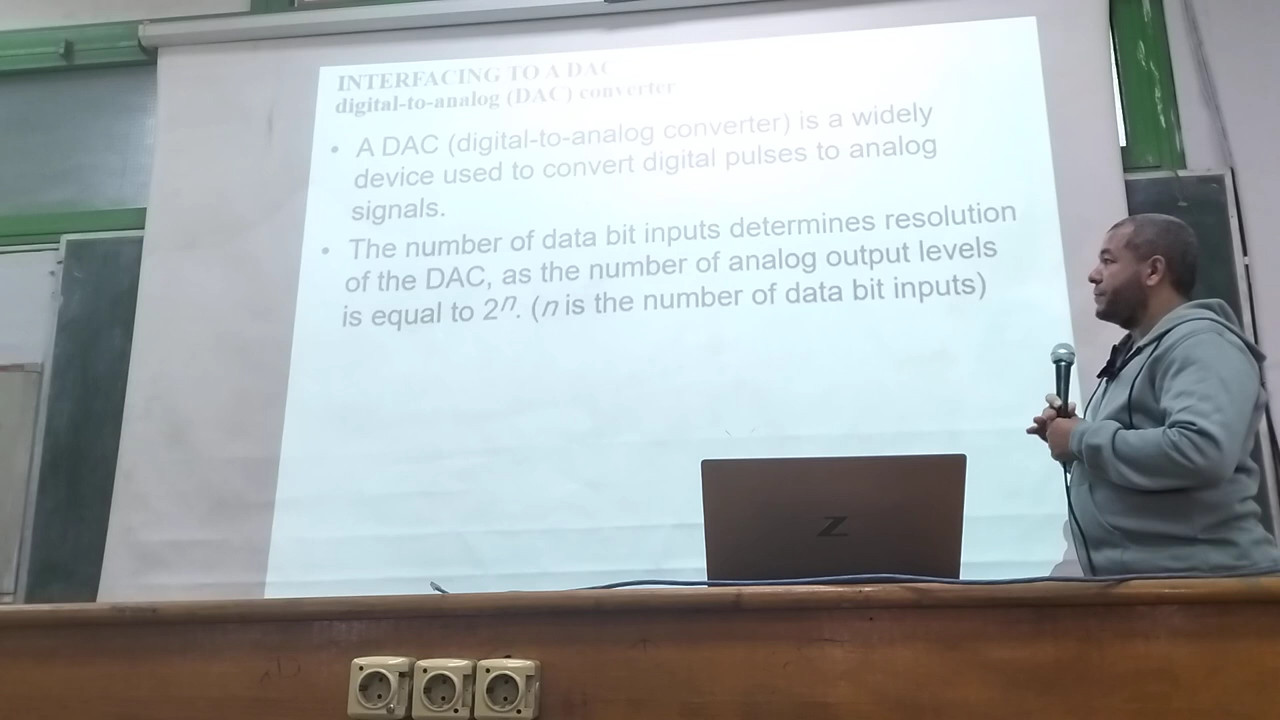 INTERFACING TO A DAC
digital-to-analog (DAC) converter
• A DAC (digital-to-analog converter) is a widely
device used to convert digital pulses to analog
signals.
• The number of data bit inputs determines resolution
of the DAC, as the number of analog output levels
is equal to 2ⁿ. (n is the number of data bit inputs)
Z